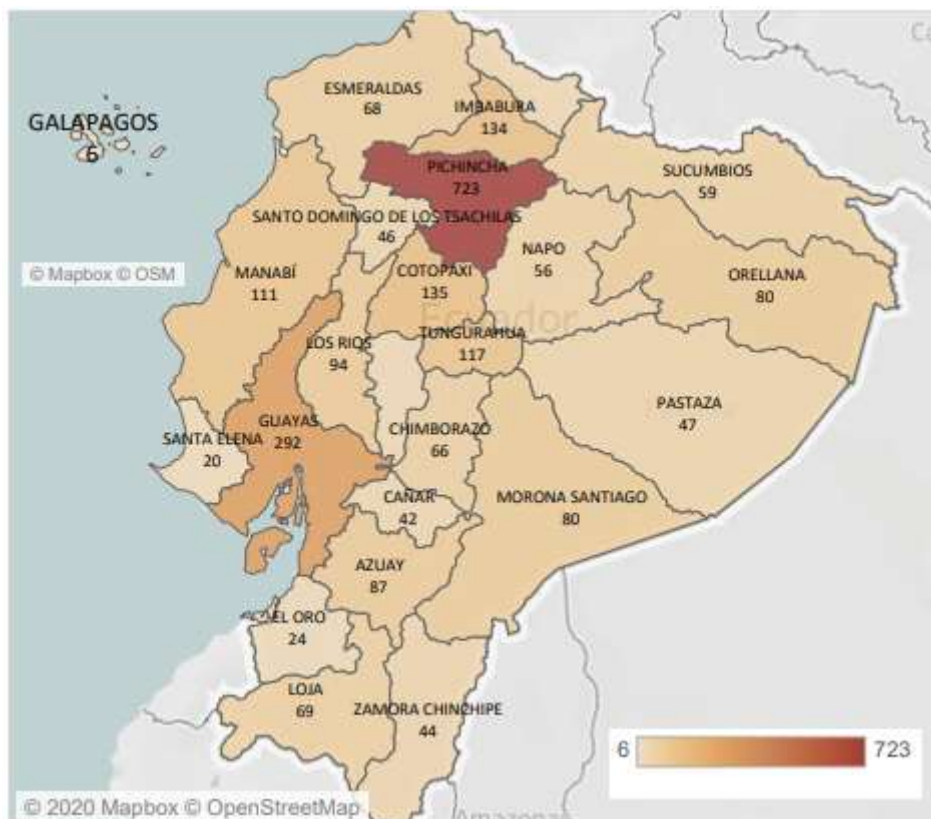 Co
ESMERALDAS
68
IMBABURA
134
GALAPAGOS
6
PICHINCHA
723
SUCUMBIOS
59
SANTO DOMINGO DE LOS TSACHILAS
46
NAPO
56
© Mapbox © OSM
MANABÍ
111
COTOPAXI
135
ORELLANA
80
Ecuador
TUNGURAHUA
117
LOS RIOS
94
PASTAZA
47
GUAYAS
292
SANTA ELENA
20
CHIMBORAZO
66
CAÑAR
42
MORONA SANTIAGO
80
AZUAY
87
EL ORO
24
LOJA
69
ZAMORA CHINCHIPE
44
6
723
© 2020 Mapbox © OpenStreetMap
Amazonas